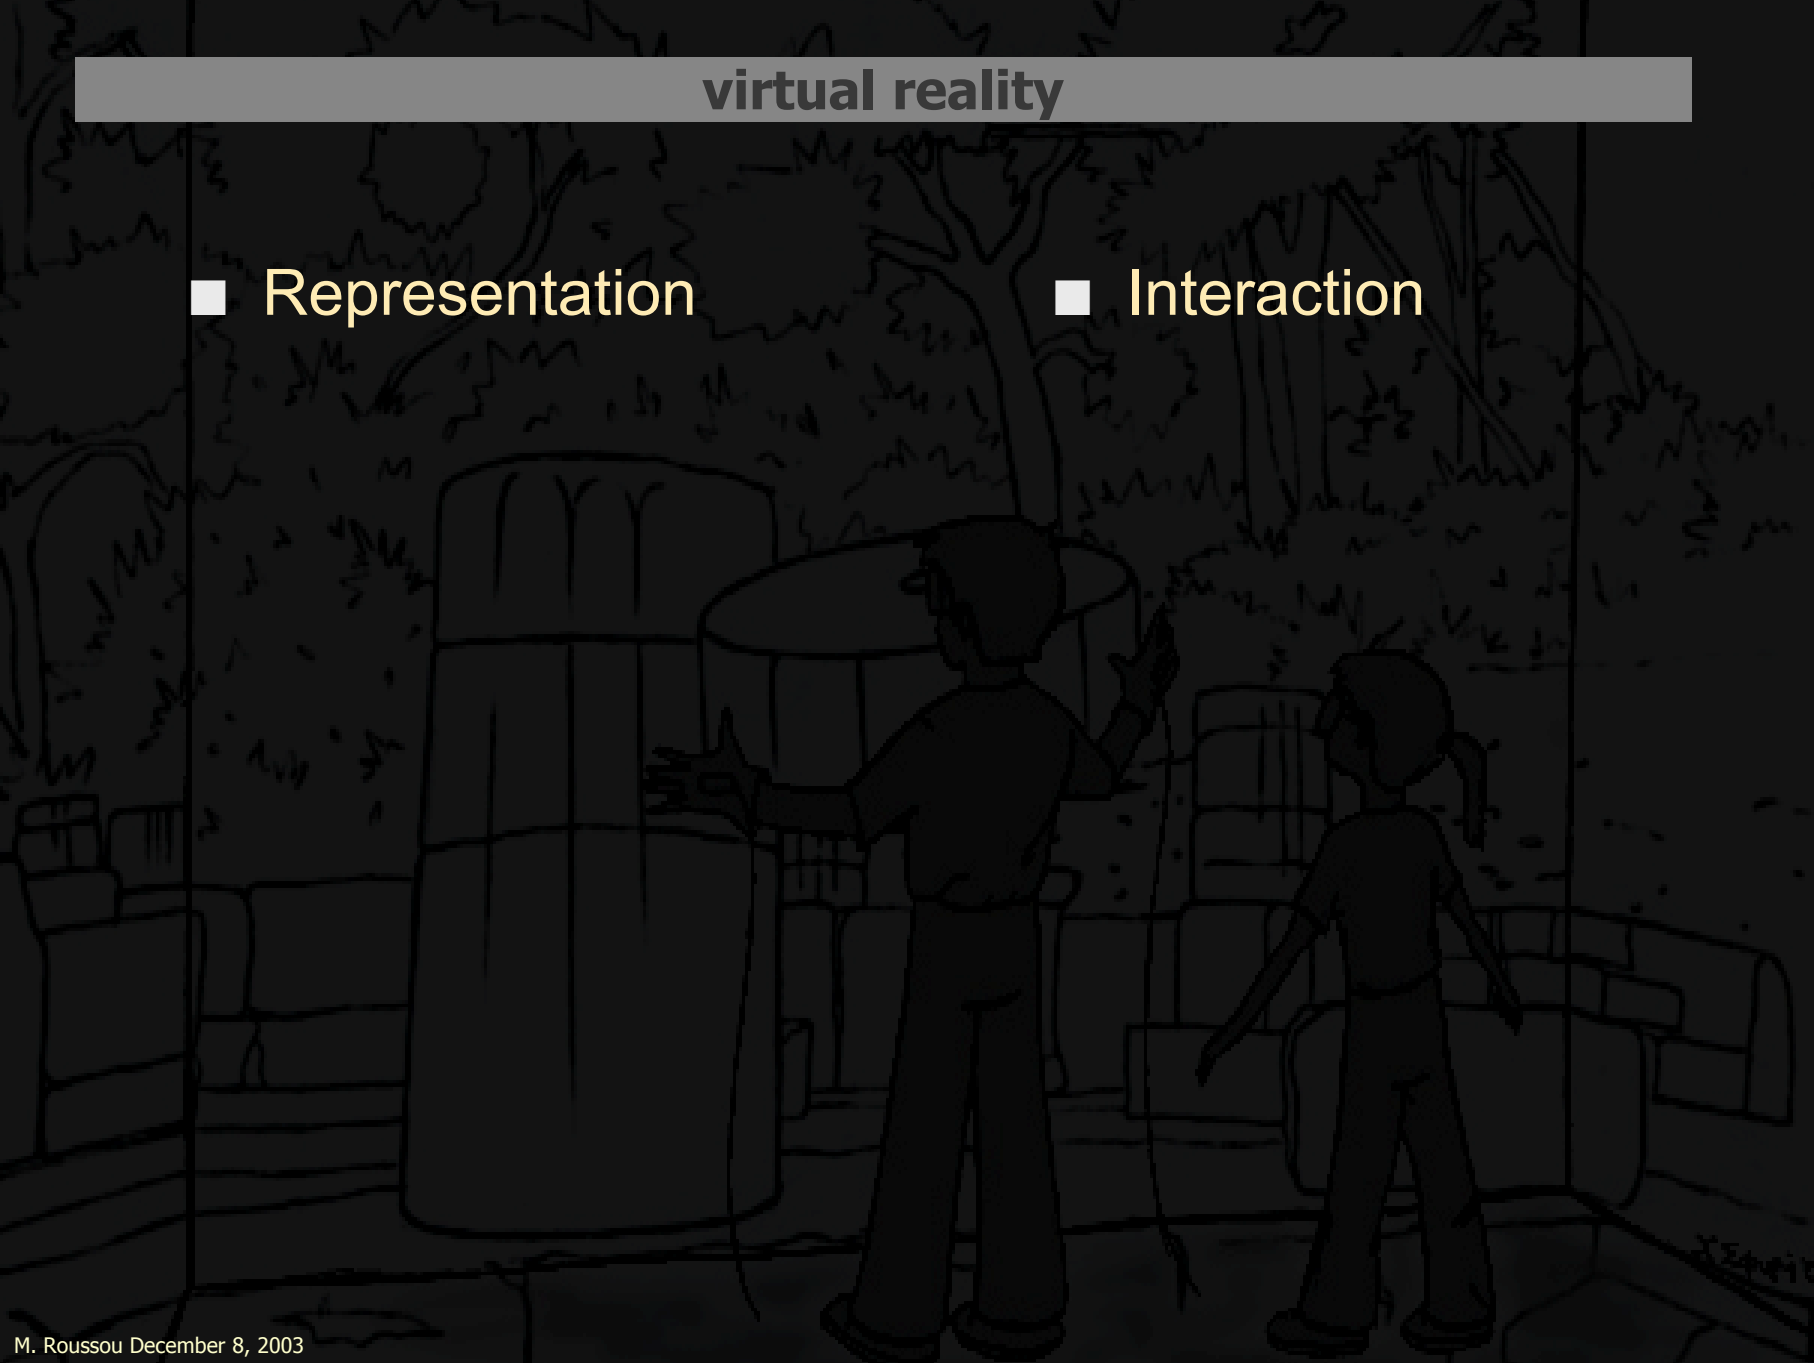 virtual reality
Representation
Interaction
M. Roussou December 8, 2003